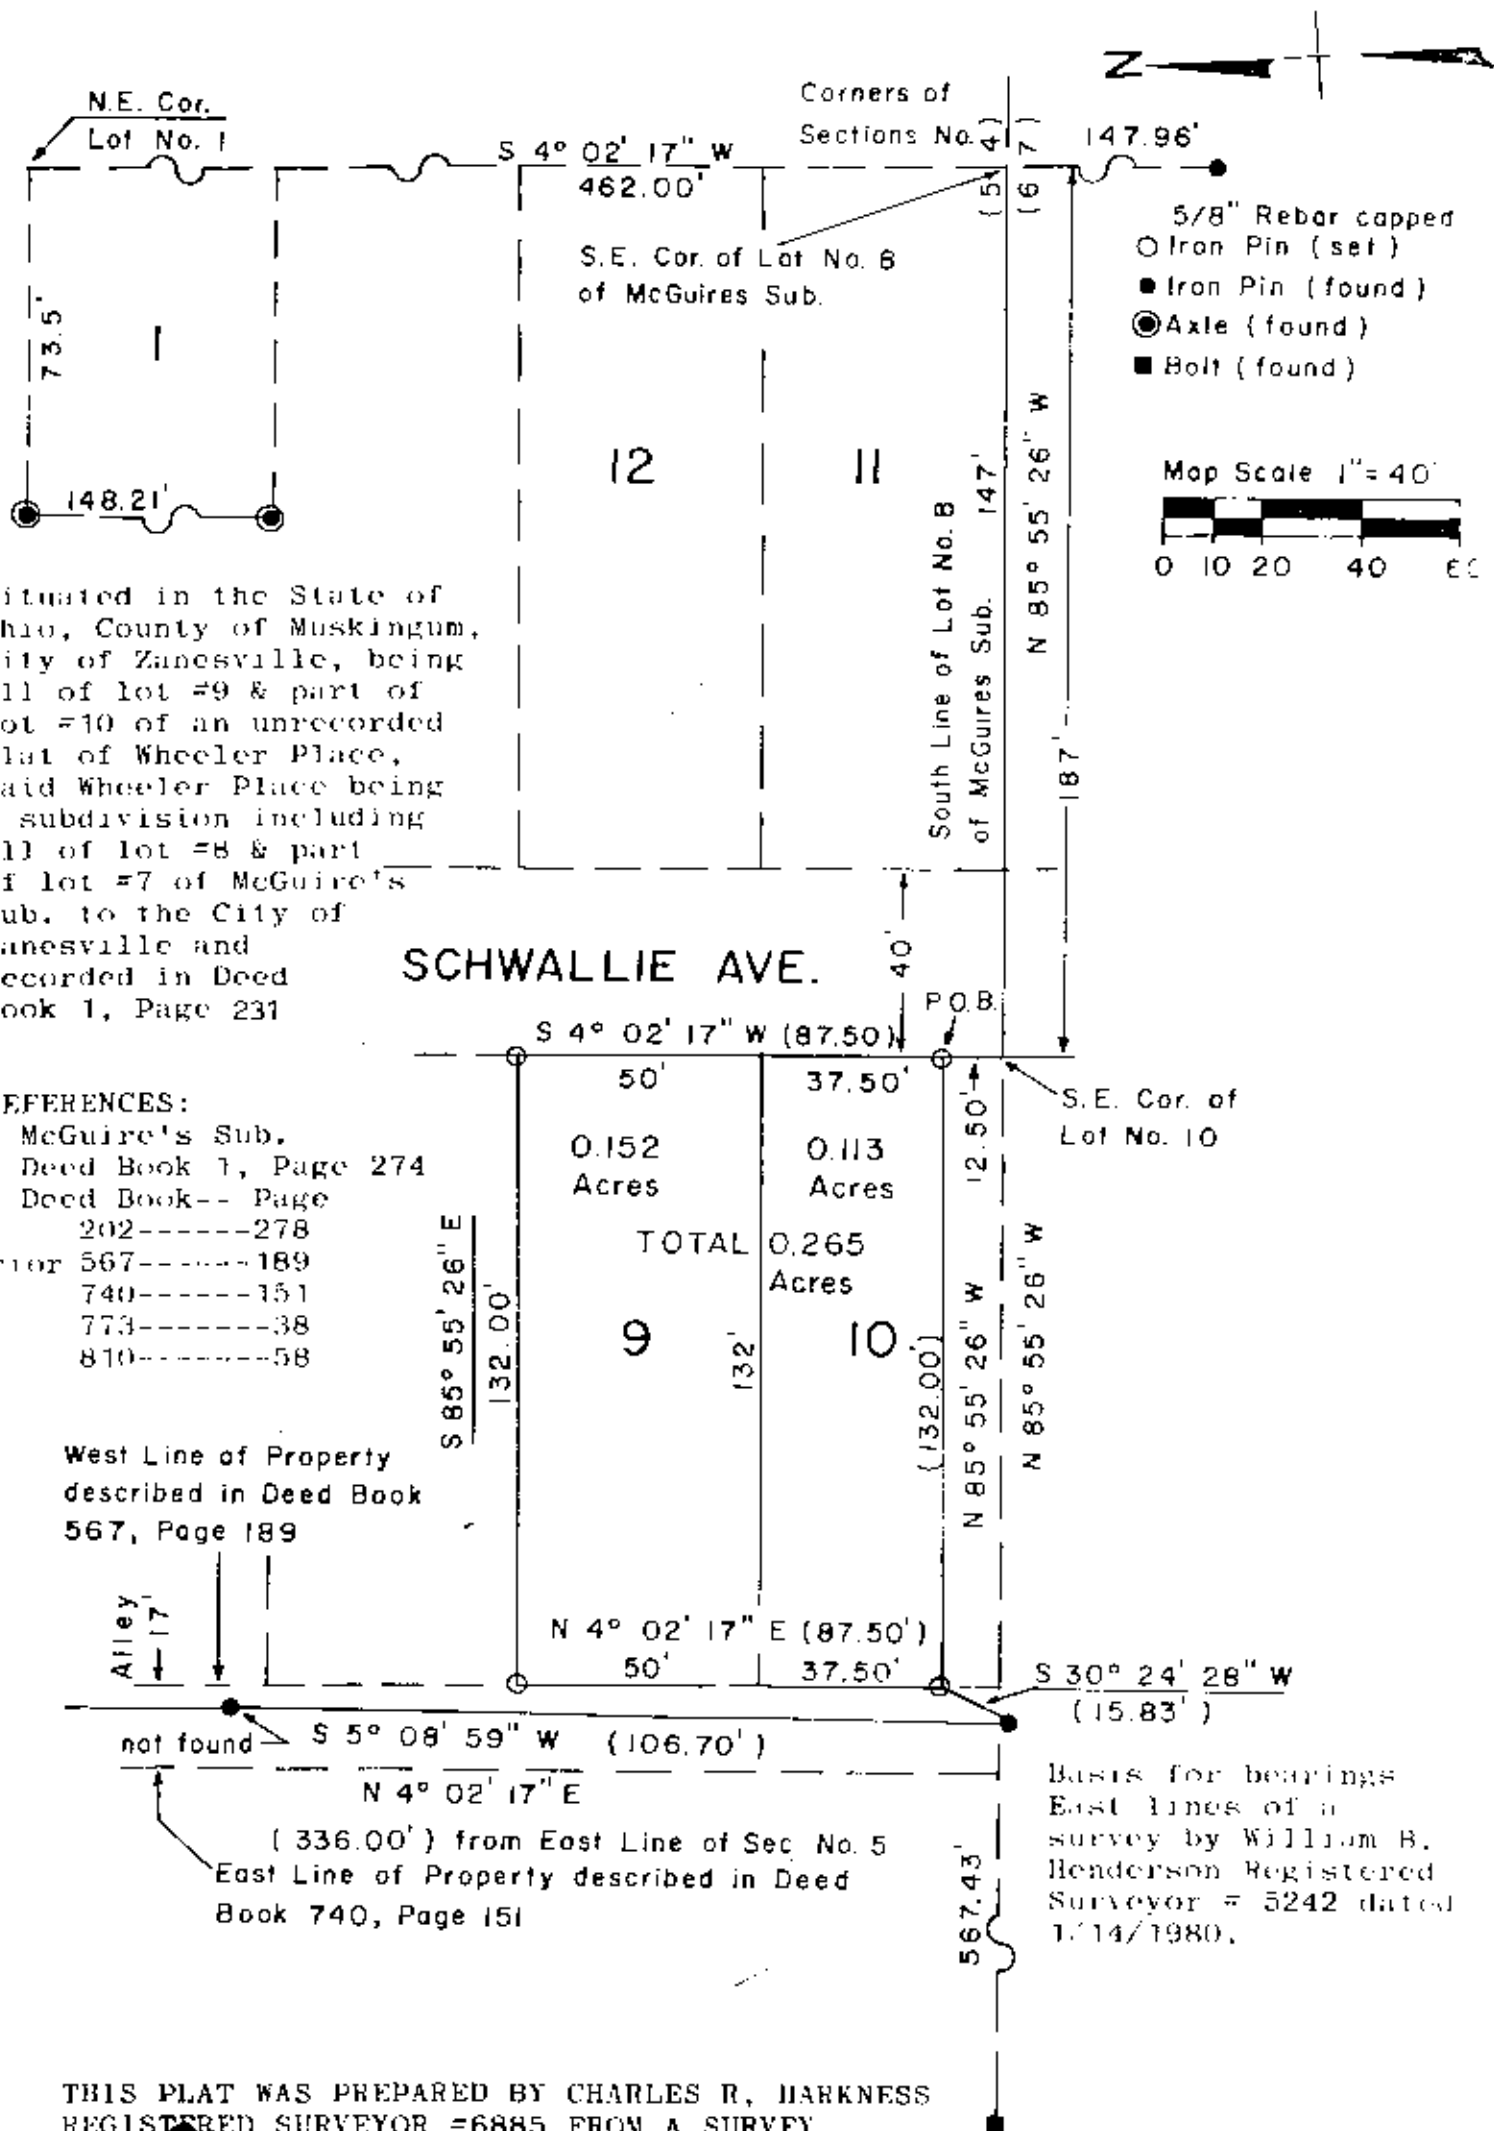 N
N.E. Cor.
Lot No. 1
Corners of
Sections No.
4)
7)
(5
(6
147.96'
S 4° 02' 17" W
462.00'
S.E. Cor. of Lot No. 8
of McGuires Sub.
5/8" Rebar capped
Iron Pin (set)
Iron Pin (found)
Axle (found)
Bolt (found)
73.5'
1
148.21'
12
11
Map Scale 1"= 40'
0 10 20 40
South Line of Lot No. 8
of McGuires Sub.
147'
N 85° 55' 26" W
187'
ituated in the State of
hio, County of Muskingum,
ity of Zanesville, being
ll of lot #9 & part of
ot #10 of an unrecorded
lat of Wheeler Place,
aid Wheeler Place being
subdivision including
ll of lot #8 & part
f lot #7 of McGuire's
ub. to the City of
anesville and
ecorded in Deed
ook 1, Page 231
SCHWALLIE AVE.
40'
P.O.B.
S 4° 02' 17" W (87.50)
50'
37.50'
12.50'
S.E. Cor. of
Lot No. 10
EFERENCES:
McGuire's Sub.
Deed Book 1, Page 274
Deed Book-- Page
202------278
rior 567------189
740------151
773-------38
810--------58
0.152
Acres
0.113
Acres
TOTAL 0.265
Acres
S 85° 55' 26" E
132.00'
9
132'
10
(132.00')
N 85° 55' 26" W
N 85° 55' 26" W
West Line of Property
described in Deed Book
567, Page 189
Alley
17'
N 4° 02' 17" E (87.50')
50'
37.50'
S 30° 24' 28" W
(15.83')
not found
S 5° 08' 59" W (106.70')
N 4° 02' 17" E
(336.00') from East Line of Sec No. 5
East Line of Property described in Deed
Book 740, Page 151
567.43'
Basis for bearings
East lines of a
survey by William B.
Henderson Registered
Surveyor # 5242 dated
1/14/1980.
THIS PLAT WAS PREPARED BY CHARLES R. HARKNESS
REGISTERED SURVEYOR #6885 FROM A SURVEY